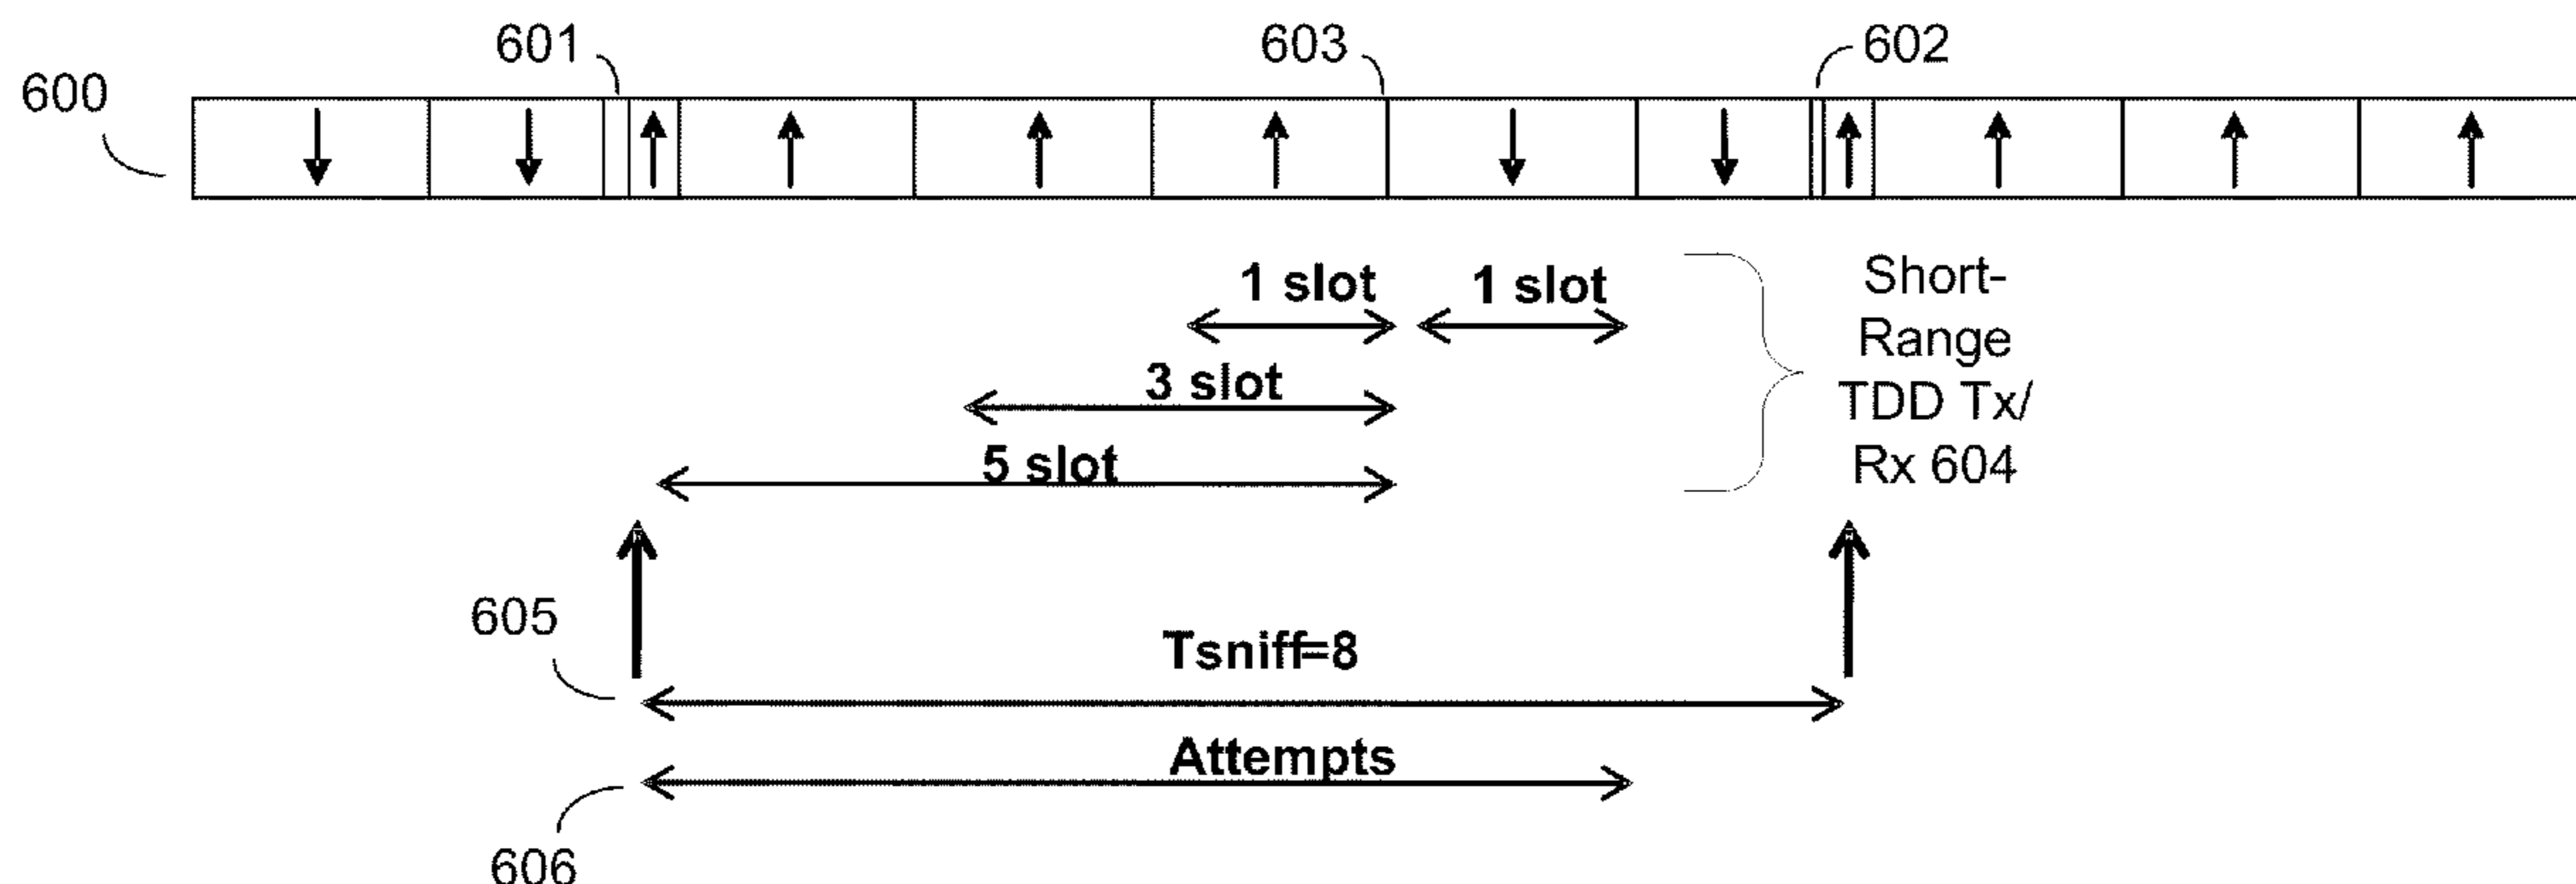 601
603
602
600
1 slot
1 slot
Short-
Range
TDD Tx/
Rx 604
3 slot
5 slot
605
Tsniff=8
Attempts
606